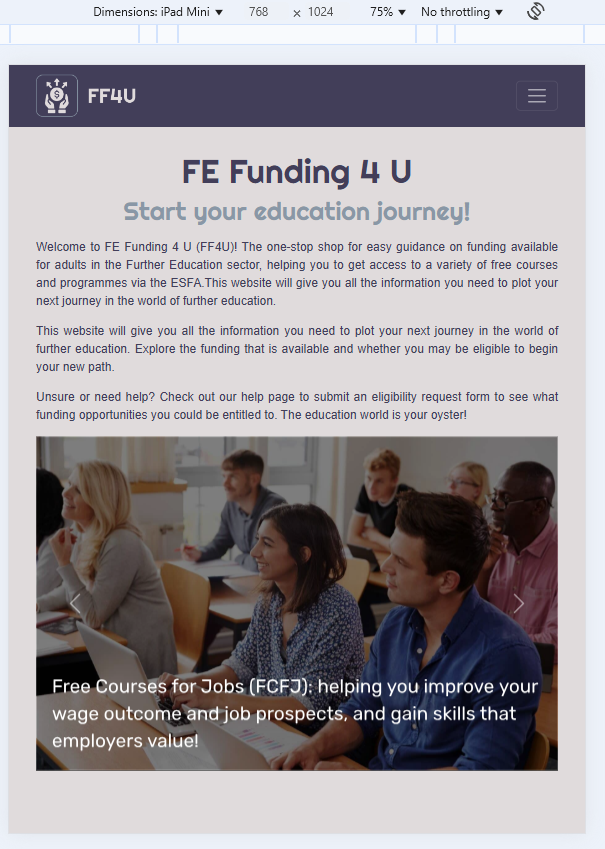 Dimensions: iPad Mini ▼ 768 × 1024 75% ▼ No throttling ▼
$
FF4U
FE Funding 4 U
Start your education journey!
Welcome to FE Funding 4 U (FF4U)! The one-stop shop for easy guidance on funding available
for adults in the Further Education sector, helping you to get access to a variety of free courses
and programmes via the ESFA.This website will give you all the information you need to plot your
next journey in the world of further education.
This website will give you all the information you need to plot your next journey in the world of
further education. Explore the funding that is available and whether you may be eligible to begin
your new path.
Unsure or need help? Check out our help page to submit an eligibility request form to see what
funding opportunities you could be entitled to. The education world is your oyster!
Free Courses for Jobs (FCFJ): helping you improve your
wage outcome and job prospects, and gain skills that
employers value!